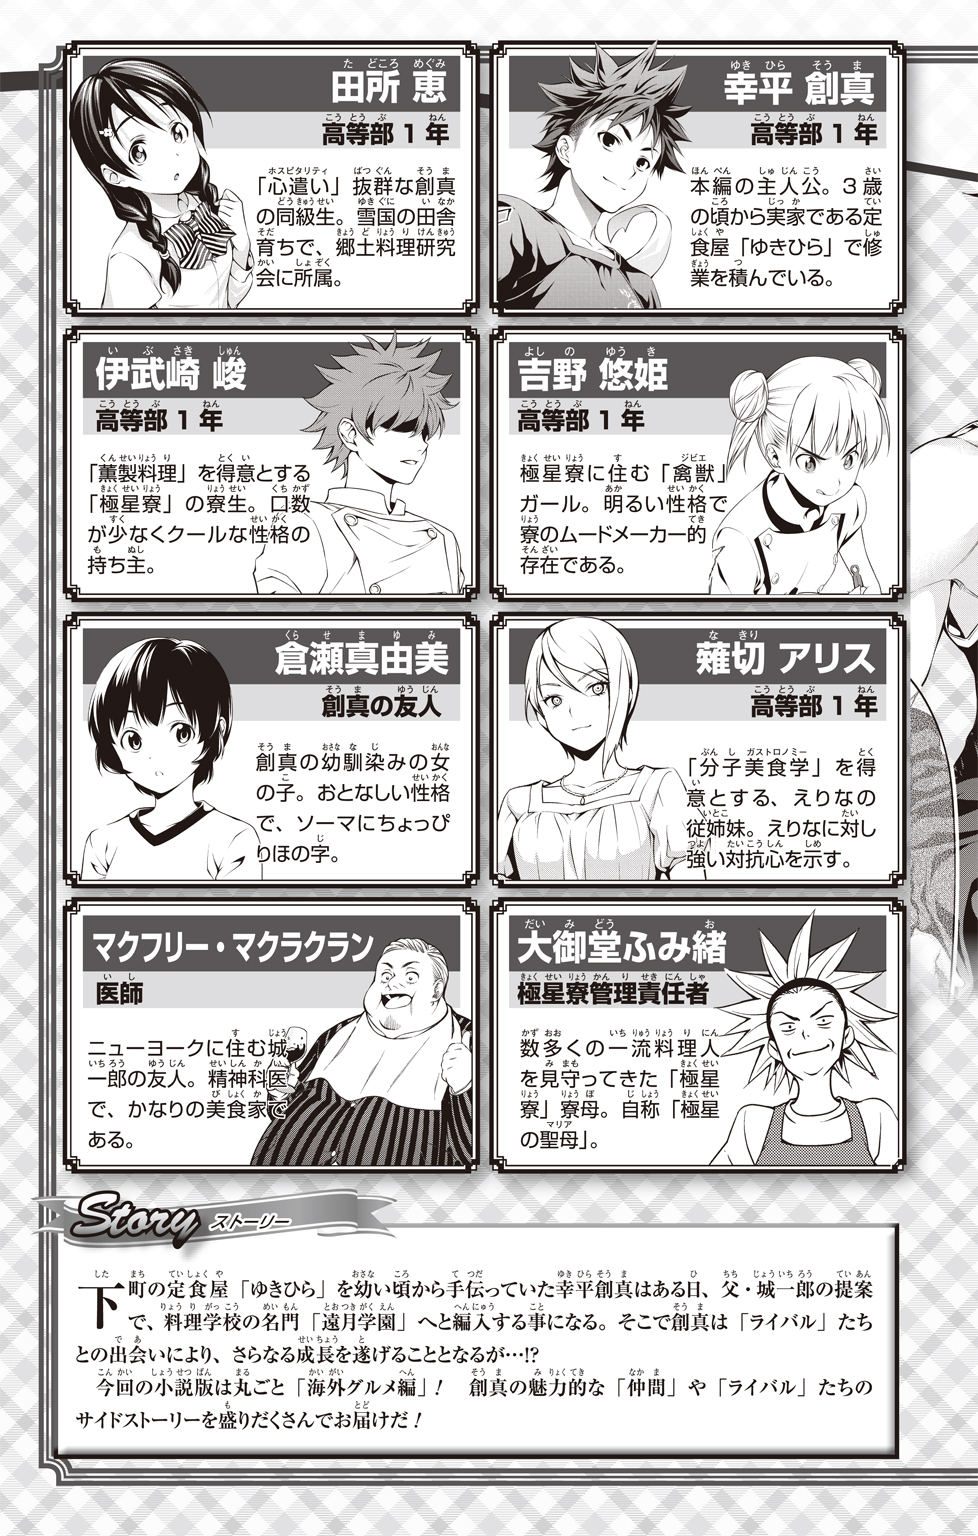 幸平 創真
高等部1年
本編の主人公。3歳
の頃から実家である定
食屋「ゆきひら」で修
業を積んでいる。
田所 恵
高等部1年
「心遣い」抜群な創真
の同級生。雪国の田舎
育ちで、郷土料理研究
会に所属。
吉野 悠姫
高等部1年
極星寮に住む「禽獣」
ガール。明るい性格で
寮のムードメーカー的
存在である。
伊武崎 峻
高等部1年
「薫製料理」を得意とする
「極星寮」の寮生。口数
が少なくクールな性格の
持ち主。
薙切 アリス
高等部1年
「分子美食学」を得
意とする、えりなの
従姉妹。えりなに対し
強い対抗心を示す。
倉瀬真由美
創真の友人
創真の幼馴染みの女
の子。おとなしい性格
で、ソーマにちょっぴ
りほの字。
大御堂ふみ緒
極星寮管理責任者
数多くの一流料理人
を見守ってきた「極星
寮」寮母。自称「極星
の聖母」。
マクフリー・マクラクラン
医師
ニューヨークに住む城
一郎の友人。精神科医
で、かなりの美食家で
ある。
Story ストーリー
下町の定食屋「ゆきひら」を幼い頃から手伝っていた幸平創真はある日、父・城一郎の提案
で、料理学校の名門「遠月学園」へと編入する事になる。そこで創真は「ライバル」たち
との出会いにより、さらなる成長を遂げることとなるが…!?
今回の小説版は丸ごと「海外グルメ編」！ 創真の魅力的な「仲間」や「ライバル」たちの
サイドストーリーを盛りだくさんでお届けだ！